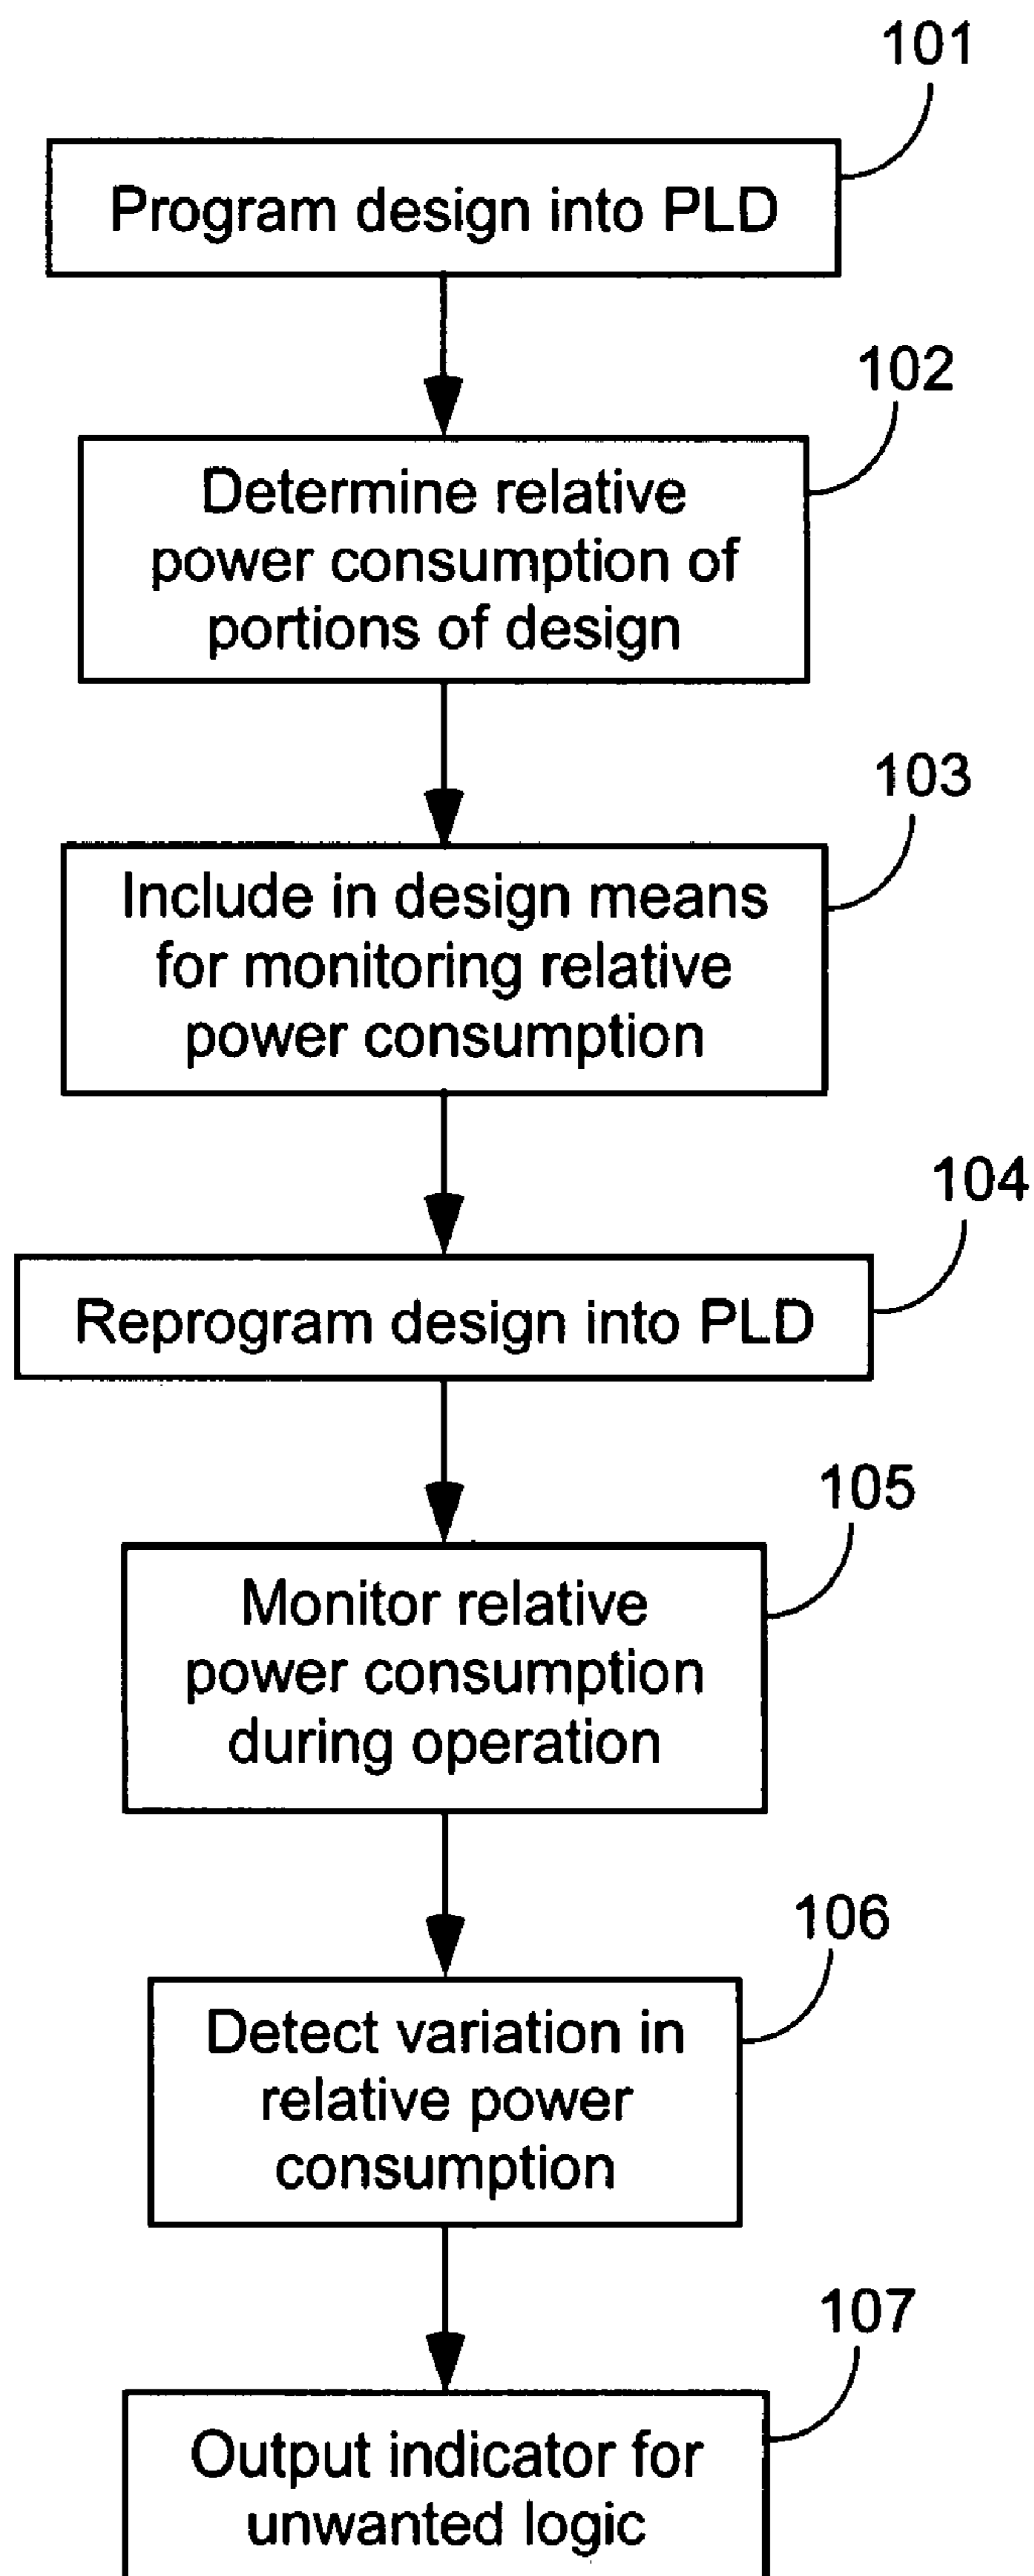 101
Program design into PLD
102
Determine relative
power consumption of
portions of design
103
Include in design means
for monitoring relative
power consumption
104
Reprogram design into PLD
105
Monitor relative
power consumption
during operation
106
Detect variation in
relative power
consumption
107
Output indicator for
unwanted logic